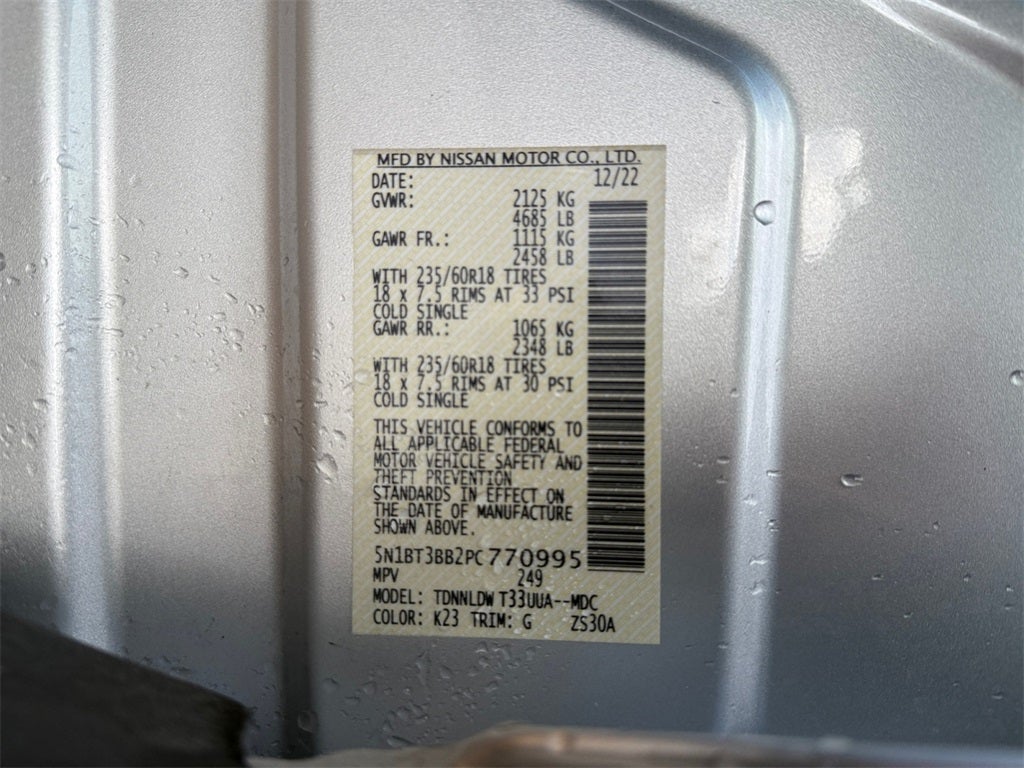 MFD BY NISSAN MOTOR CO., LTD.
DATE: 12/22
GVWR: 2125 KG
4685 LB
GAWR FR.: 1115 KG
2458 LB
WITH 235/60R18 TIRES
18 x 7.5 RIMS AT 33 PSI
COLD SINGLE
GAWR RR.: 1065 KG
2348 LB
WITH 235/60R18 TIRES
18 x 7.5 RIMS AT 30 PSI
COLD SINGLE
THIS VEHICLE CONFORMS TO
ALL APPLICABLE FEDERAL
MOTOR VEHICLE SAFETY AND
THEFT PREVENTION
STANDARDS IN EFFECT ON
THE DATE OF MANUFACTURE
SHOWN ABOVE.
5N1BT3BB2PC770995
MPV 249
MODEL: TDNNLDW T33UUA--MDC
COLOR: K23 TRIM: G ZS30A